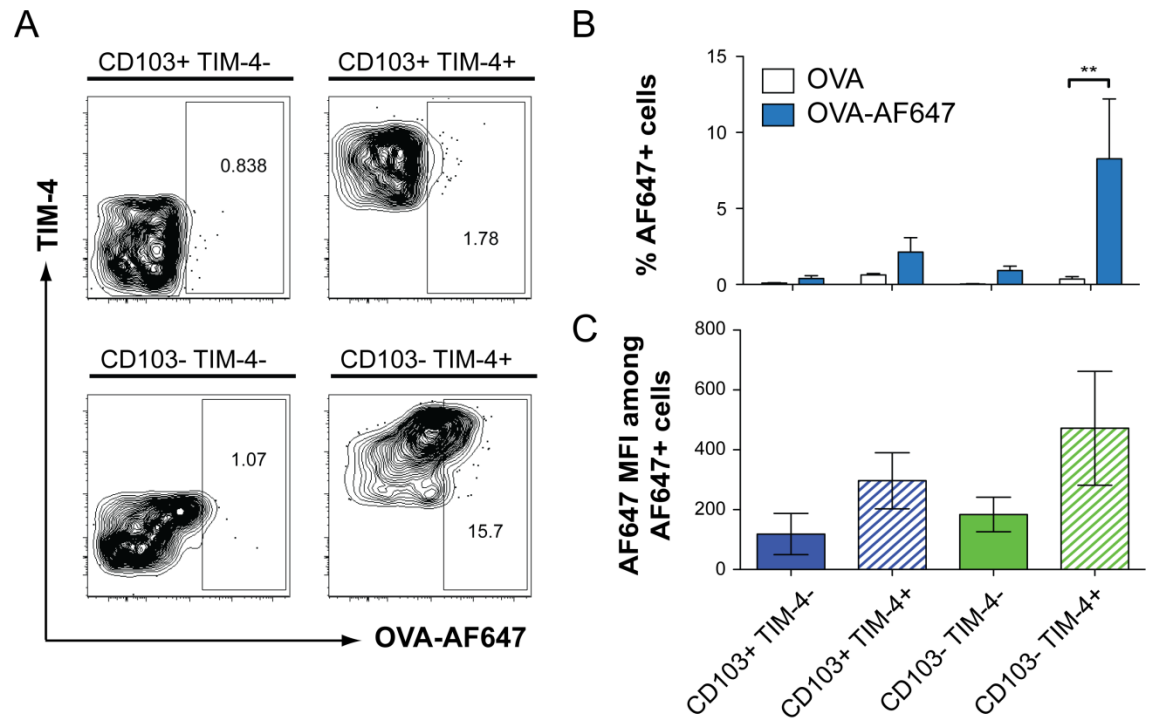 A
CD103+ TIM-4-
CD103+ TIM-4+
0.838
1.78
TIM-4
CD103- TIM-4-
CD103- TIM-4+
1.07
15.7
OVA-AF647
B
% AF647+ cells
15
10
5
0
OVA
OVA-AF647
**
C
AF647 MFI among
AF647+ cells
800
600
400
200
0
CD103+ TIM-4-
CD103+ TIM-4+
CD103- TIM-4-
CD103- TIM-4+